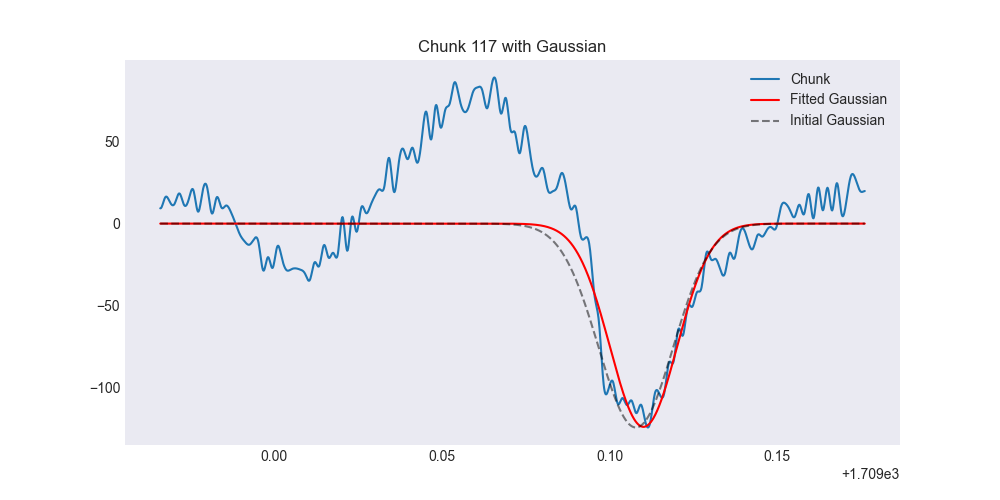 Chunk 117 with Gaussian
Chunk
Fitted Gaussian
Initial Gaussian
50
0
−50
−100
0.00 0.05 0.10 0.15
+1.709e3